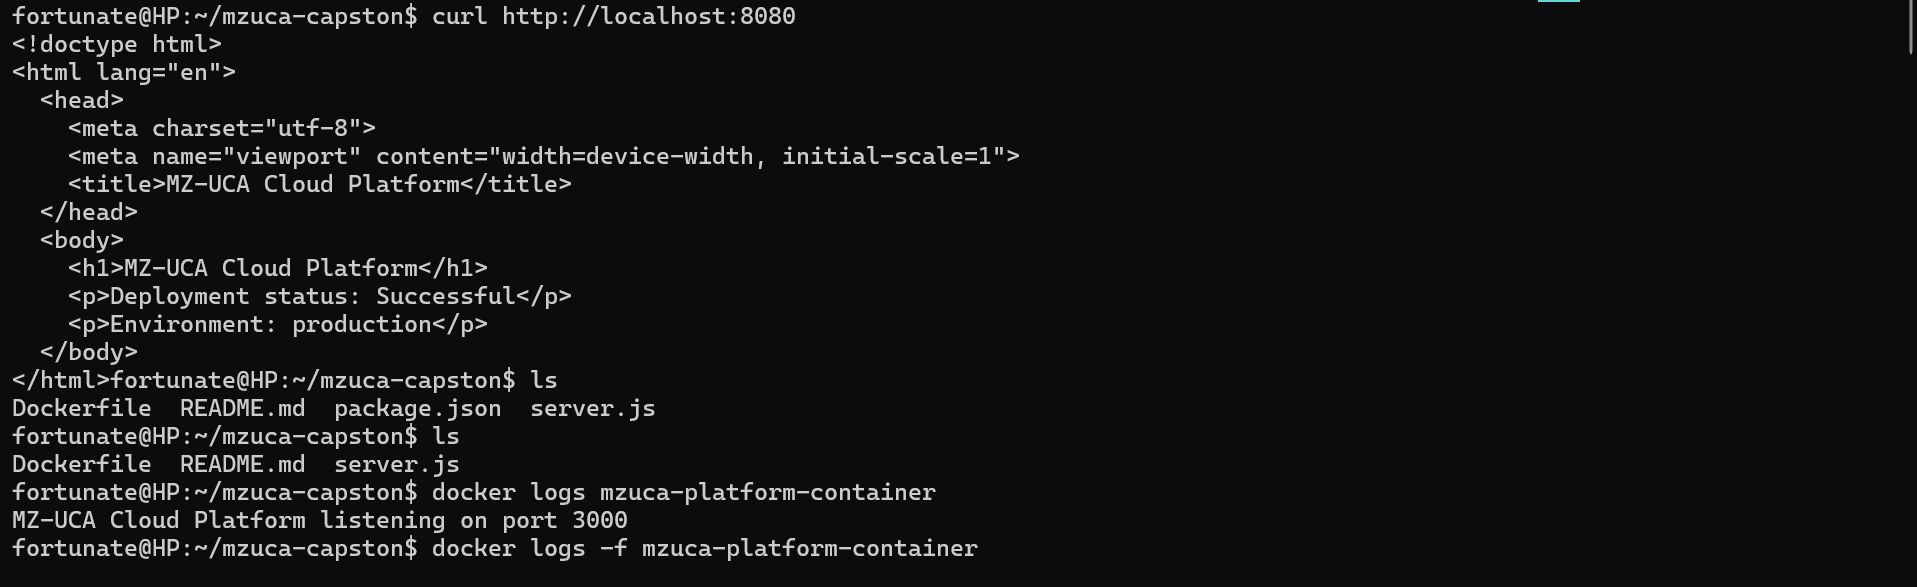 fortunate@HP:~/mzuca-capston$ curl http://localhost:8080
<!doctype html>
<html lang="en">
  <head>
    <meta charset="utf-8">
    <meta name="viewport" content="width=device-width, initial-scale=1">
    <title>MZ-UCA Cloud Platform</title>
  </head>
  <body>
    <h1>MZ-UCA Cloud Platform</h1>
    <p>Deployment status: Successful</p>
    <p>Environment: production</p>
  </body>
</html>fortunate@HP:~/mzuca-capston$ ls
Dockerfile  README.md  package.json  server.js
fortunate@HP:~/mzuca-capston$ ls
Dockerfile  README.md  server.js
fortunate@HP:~/mzuca-capston$ docker logs mzuca-platform-container
MZ-UCA Cloud Platform listening on port 3000
fortunate@HP:~/mzuca-capston$ docker logs -f mzuca-platform-container